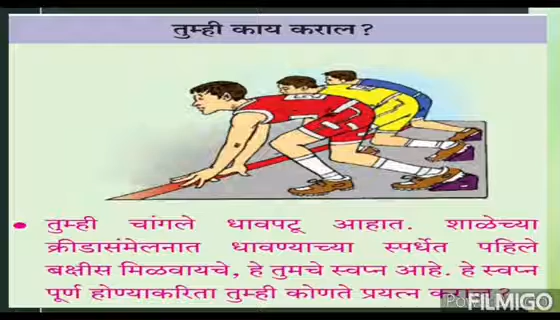 तुम्ही काय कराल ?
• तुम्ही चांगले धावपटू आहात. शाळेच्या
क्रीडासंमेलनात धावण्याच्या स्पर्धेत पहिले
बक्षीस मिळवायचे, हे तुमचे स्वप्न आहे. हे स्वप्न
पूर्ण होण्याकरिता तुम्ही कोणते प्रयत्न कराल ?
FILMIGO